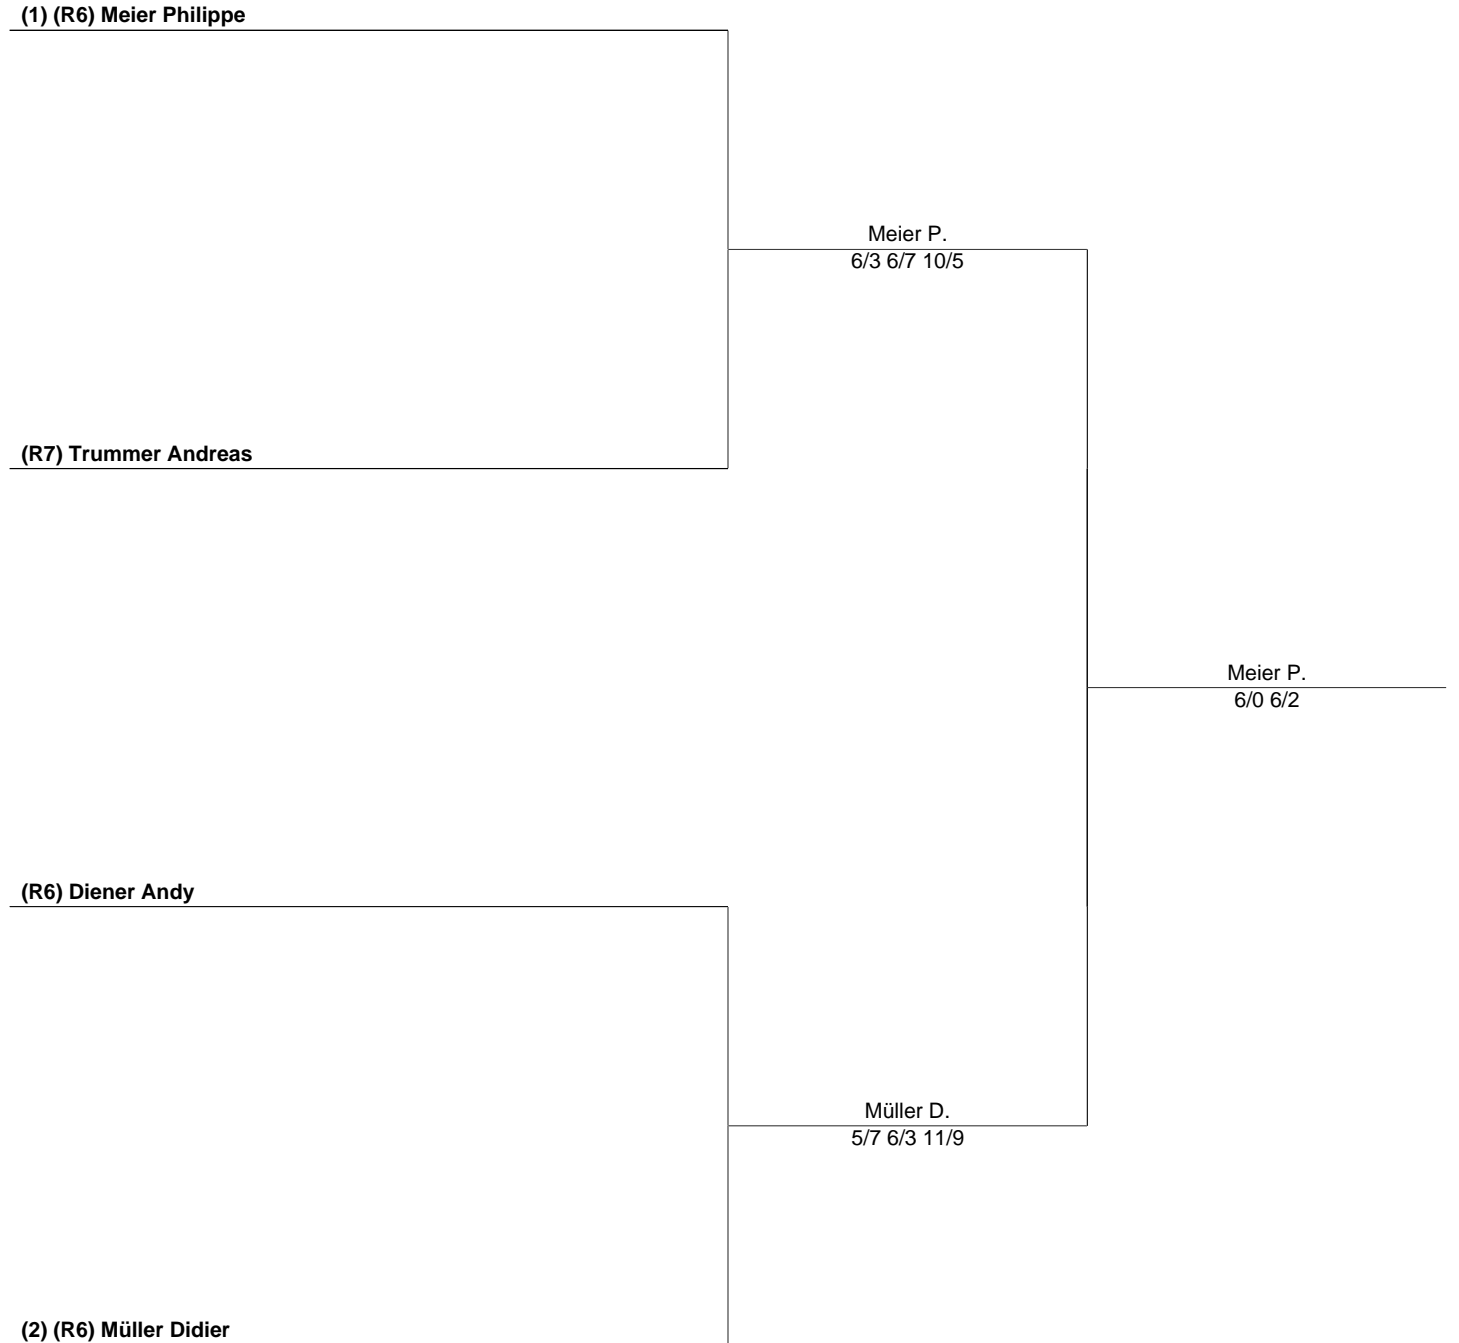 (1) (R6) Meier Philippe
Meier P.
6/3 6/7 10/5
(R7) Trummer Andreas
Meier P.
6/0 6/2
(R6) Diener Andy
Müller D.
5/7 6/3 11/9
(2) (R6) Müller Didier